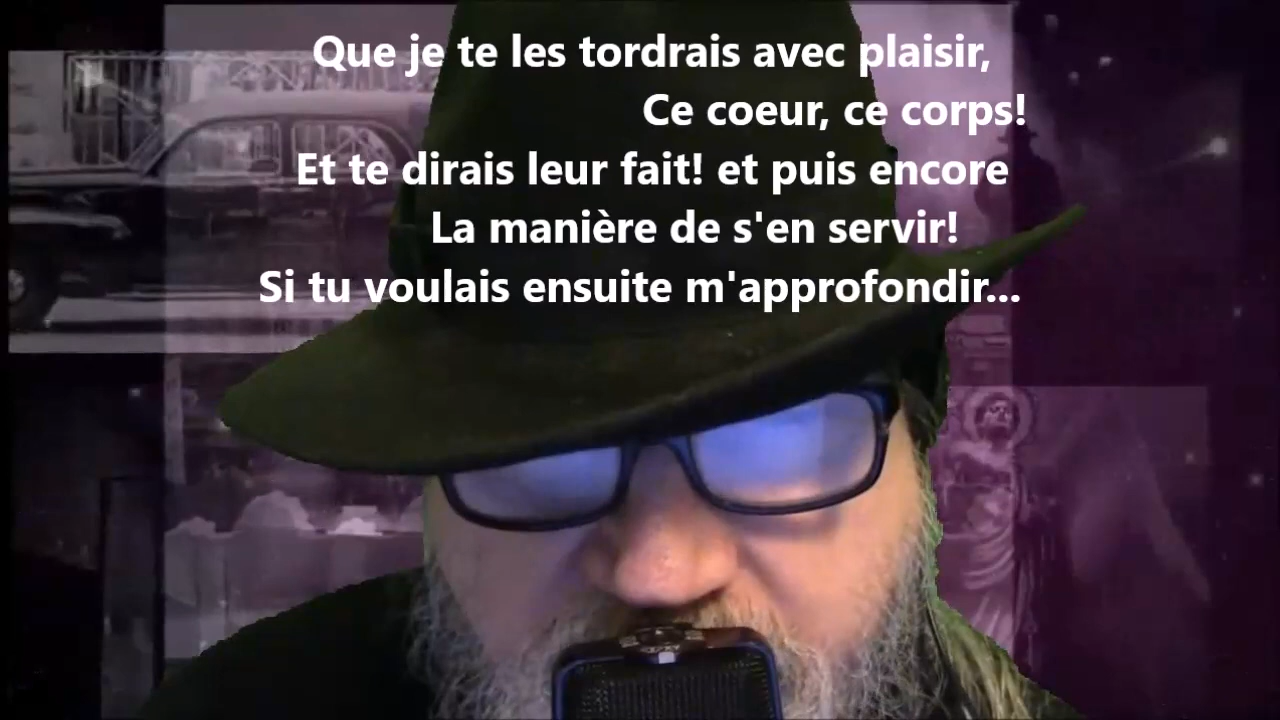 Que je te les tordrais avec plaisir,
Ce coeur, ce corps!
Et te dirais leur fait! et puis encore
La manière de s'en servir!
Si tu voulais ensuite m'approfondir...